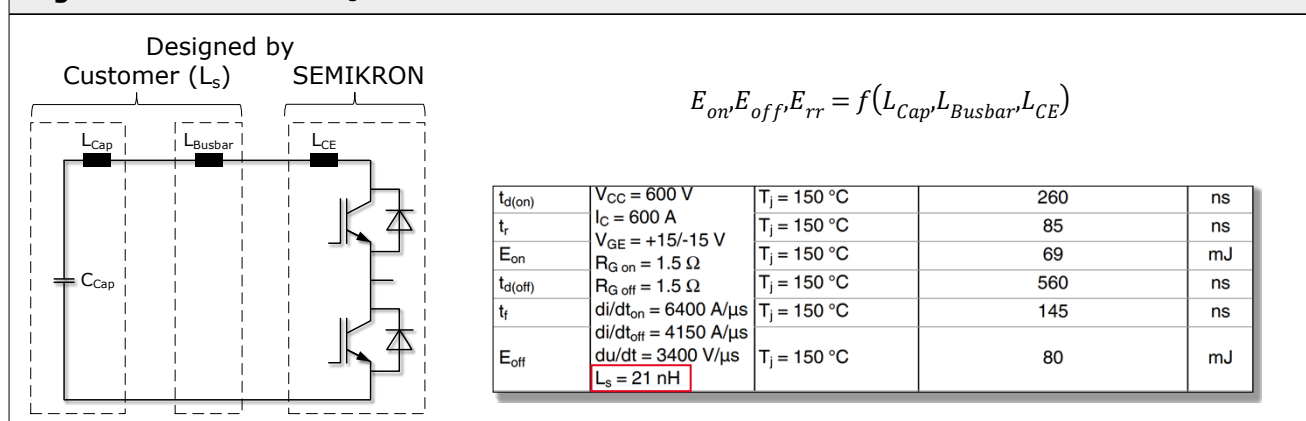 Designed by
Customer (Ls) SEMIKRON
LCap
LBusbar
LCE
CCap
Eon,Eoff,Err = f(LCap,LBusbar,LCE)
td(on) VCC = 600 V Tj = 150 °C 260 ns
IC = 600 A
tr Tj = 150 °C 85 ns
VGE = +15/-15 V
Eon Tj = 150 °C 69 mJ
RG on = 1.5 Ω
td(off) RG off = 1.5 Ω Tj = 150 °C 560 ns
tf di/dton = 6400 A/µs Tj = 150 °C 145 ns
di/dtoff = 4150 A/µs
Eoff du/dt = 3400 V/µs Tj = 150 °C 80 mJ
Ls = 21 nH